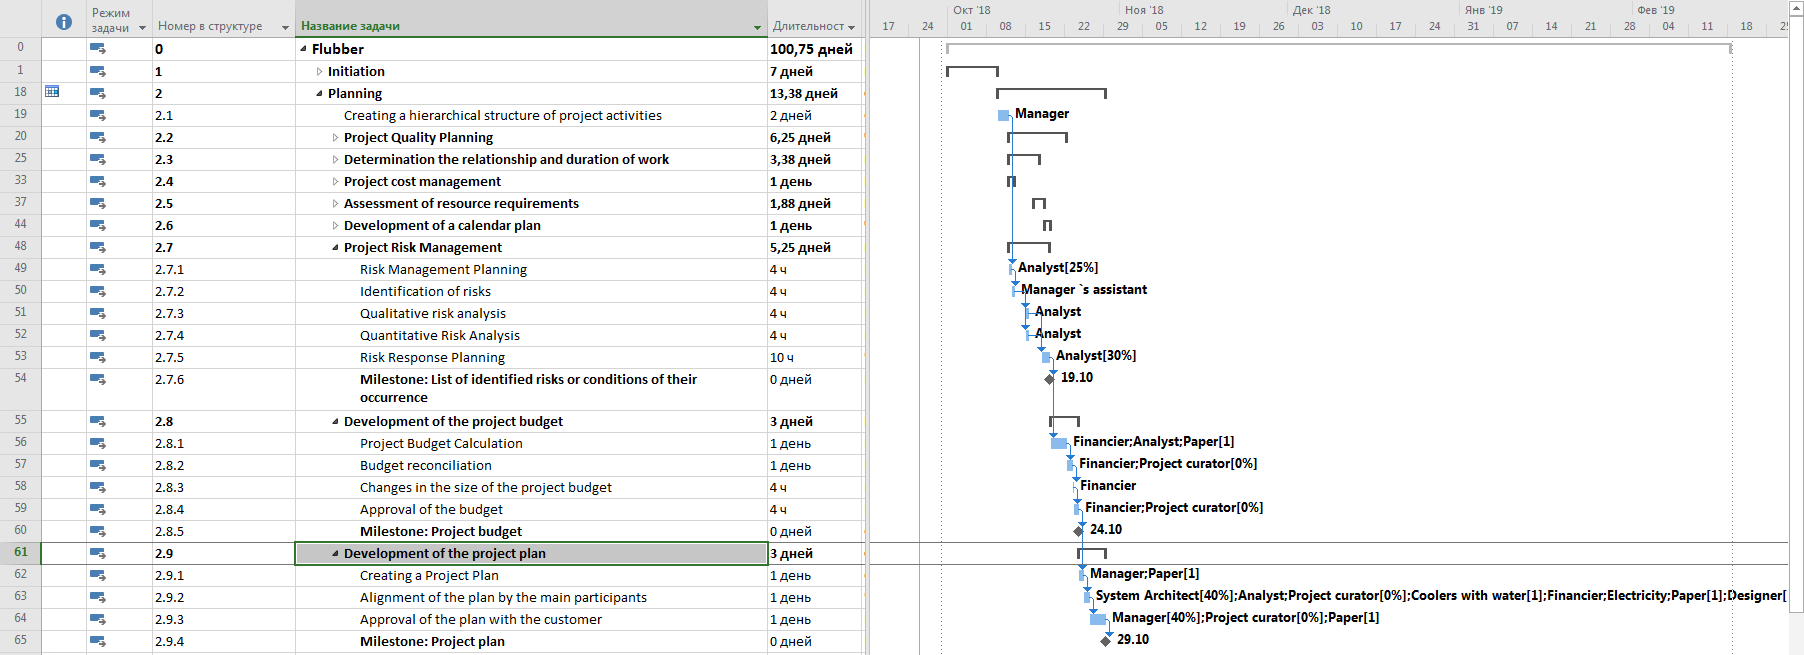 Режим задачи Номер в структуре Название задачи Длительност
Окт '18 Ноя '18 Дек '18 Янв '19 Фев '19
17 24 01 08 15 22 29 05 12 19 26 03 10 17 24 31 07 14 21 28 04 11 18
0 0 Flubber 100,75 дней
1 1 Initiation 7 дней
18 2 Planning 13,38 дней
19 2.1 Creating a hierarchical structure of project activities 2 дней Manager
20 2.2 Project Quality Planning 6,25 дней
25 2.3 Determination the relationship and duration of work 3,38 дней
33 2.4 Project cost management 1 день
37 2.5 Assessment of resource requirements 1,88 дней
44 2.6 Development of a calendar plan 1 день
48 2.7 Project Risk Management 5,25 дней
49 2.7.1 Risk Management Planning 4 ч Analyst[25%]
50 2.7.2 Identification of risks 4 ч Manager `s assistant
51 2.7.3 Qualitative risk analysis 4 ч Analyst
52 2.7.4 Quantitative Risk Analysis 4 ч Analyst
53 2.7.5 Risk Response Planning 10 ч Analyst[30%]
54 2.7.6 Milestone: List of identified risks or conditions of their 0 дней 19.10
occurrence
55 2.8 Development of the project budget 3 дней
56 2.8.1 Project Budget Calculation 1 день Financier;Analyst;Paper[1]
57 2.8.2 Budget reconciliation 1 день Financier;Project curator[0%]
58 2.8.3 Changes in the size of the project budget 4 ч Financier
59 2.8.4 Approval of the budget 4 ч Financier;Project curator[0%]
60 2.8.5 Milestone: Project budget 0 дней 24.10
61 2.9 Development of the project plan 3 дней
62 2.9.1 Creating a Project Plan 1 день Manager;Paper[1]
63 2.9.2 Alignment of the plan by the main participants 1 день System Architect[40%];Analyst;Project curator[0%];Coolers with water[1];Financier;Electricity;Paper[1];Designer[
64 2.9.3 Approval of the plan with the customer 1 день Manager[40%];Project curator[0%];Paper[1]
65 2.9.4 Milestone: Project plan 0 дней 29.10